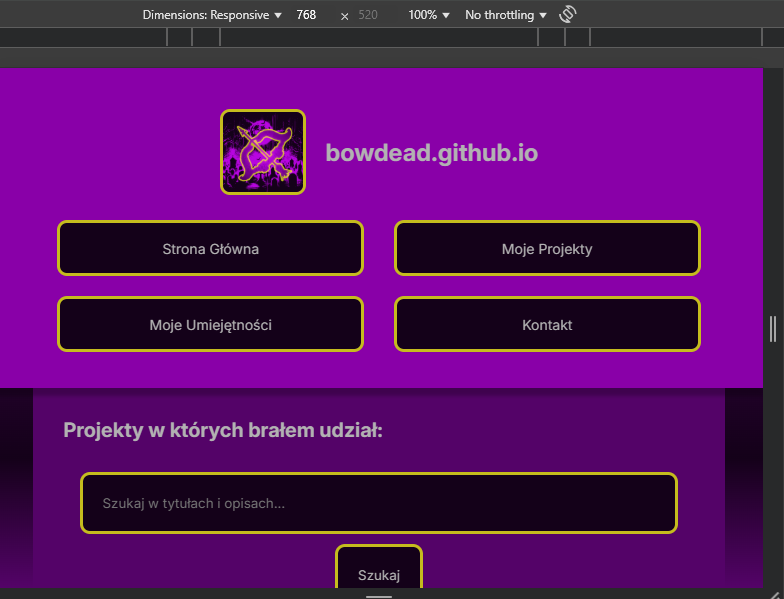 Dimensions: Responsive 768 × 520 100% No throttling
bowdead.github.io
Strona Główna Moje Projekty
Moje Umiejętności Kontakt
Projekty w których brałem udział:
Szukaj w tytułach i opisach...
Szukaj